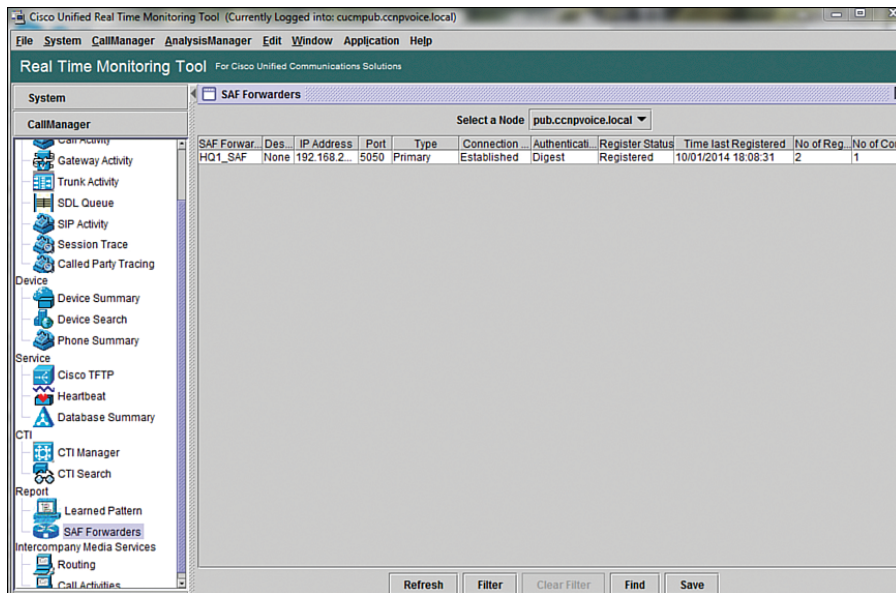 Cisco Unified Real Time Monitoring Tool (Currently Logged into: cucmpub.ccnpvoice.local)
File System CallManager AnalysisManager Edit Window Application Help
Real Time Monitoring Tool For Cisco Unified Communications Solutions
System
CallManager
Call Activity
Gateway Activity
Trunk Activity
SDL Queue
SIP Activity
Session Trace
Called Party Tracing
Device
Device Summary
Device Search
Phone Summary
Service
Cisco TFTP
Heartbeat
Database Summary
CTI
CTI Manager
CTI Search
Report
Learned Pattern
SAF Forwarders
Intercompany Media Services
Routing
Call Activities
SAF Forwarders
Select a Node pub.ccnpvoice.local
SAF Forwar... Des... IP Address Port Type Connection ... Authenticati... Register Status Time last Registered No of Reg... No of Con
HQ1_SAF None 192.168.2... 5050 Primary Established Digest Registered 10/01/2014 18:08:31 2 1
Refresh Filter Clear Filter Find Save